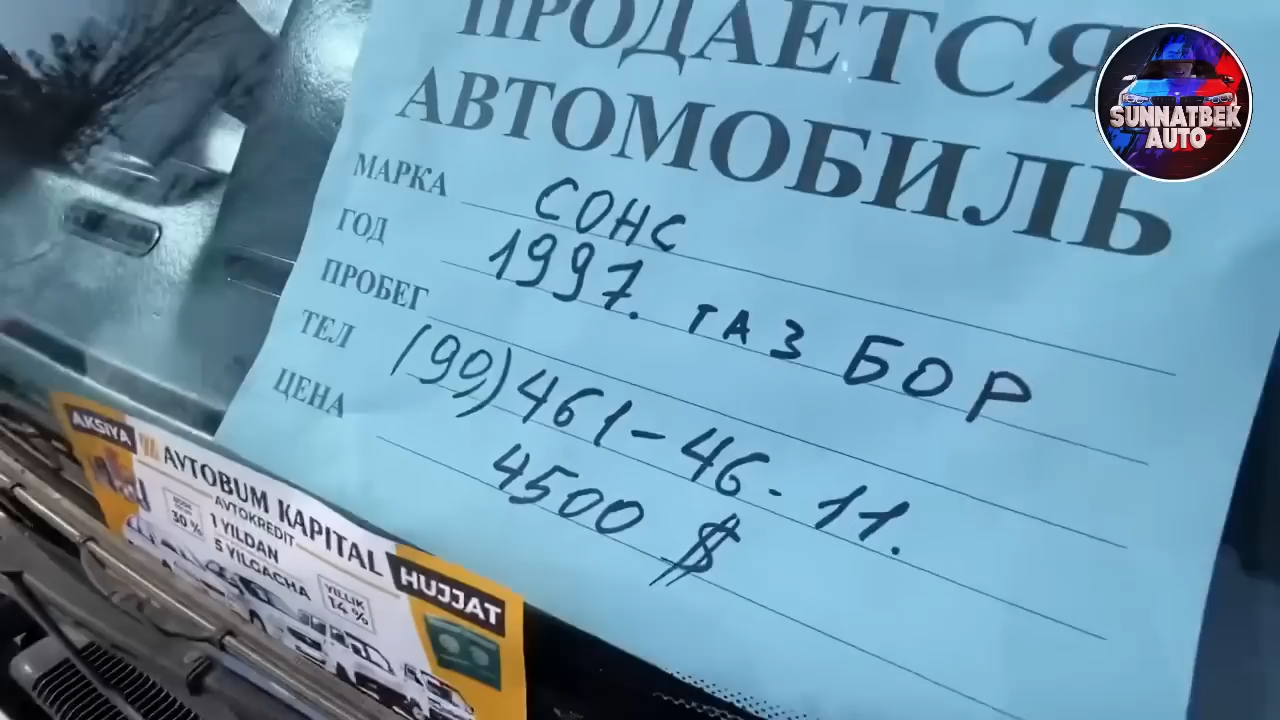 ПРОДАЕТСЯ
АВТОМОБИЛЬ
МАРКА СОНС
ГОД 1997. ТАЗ БОР
ПРОБЕГ
ТЕЛ (90) 461-46-11.
ЦЕНА 4500 $
SUNNATBEK
AUTO
AKSIYA
AVTOBUM KAPITAL
AVTOKREDIT
30 %
1 YILDAN
5 YILGACHA
YILLIK
14 %
HUJJAT